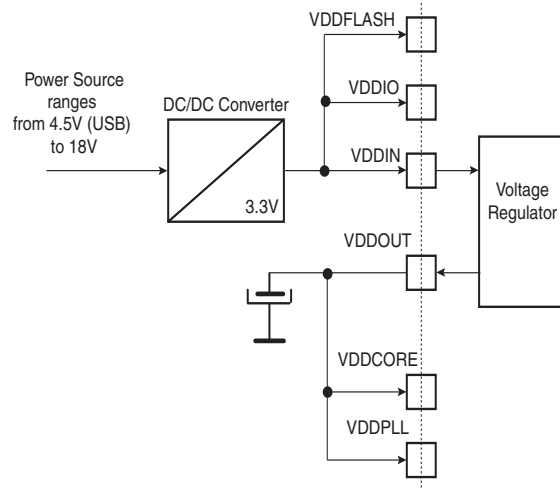 VDDFLASH
Power Source
ranges
from 4.5V (USB)
to 18V
DC/DC Converter
VDDIO
VDDIN
3.3V
Voltage
Regulator
VDDOUT
VDDCORE
VDDPLL